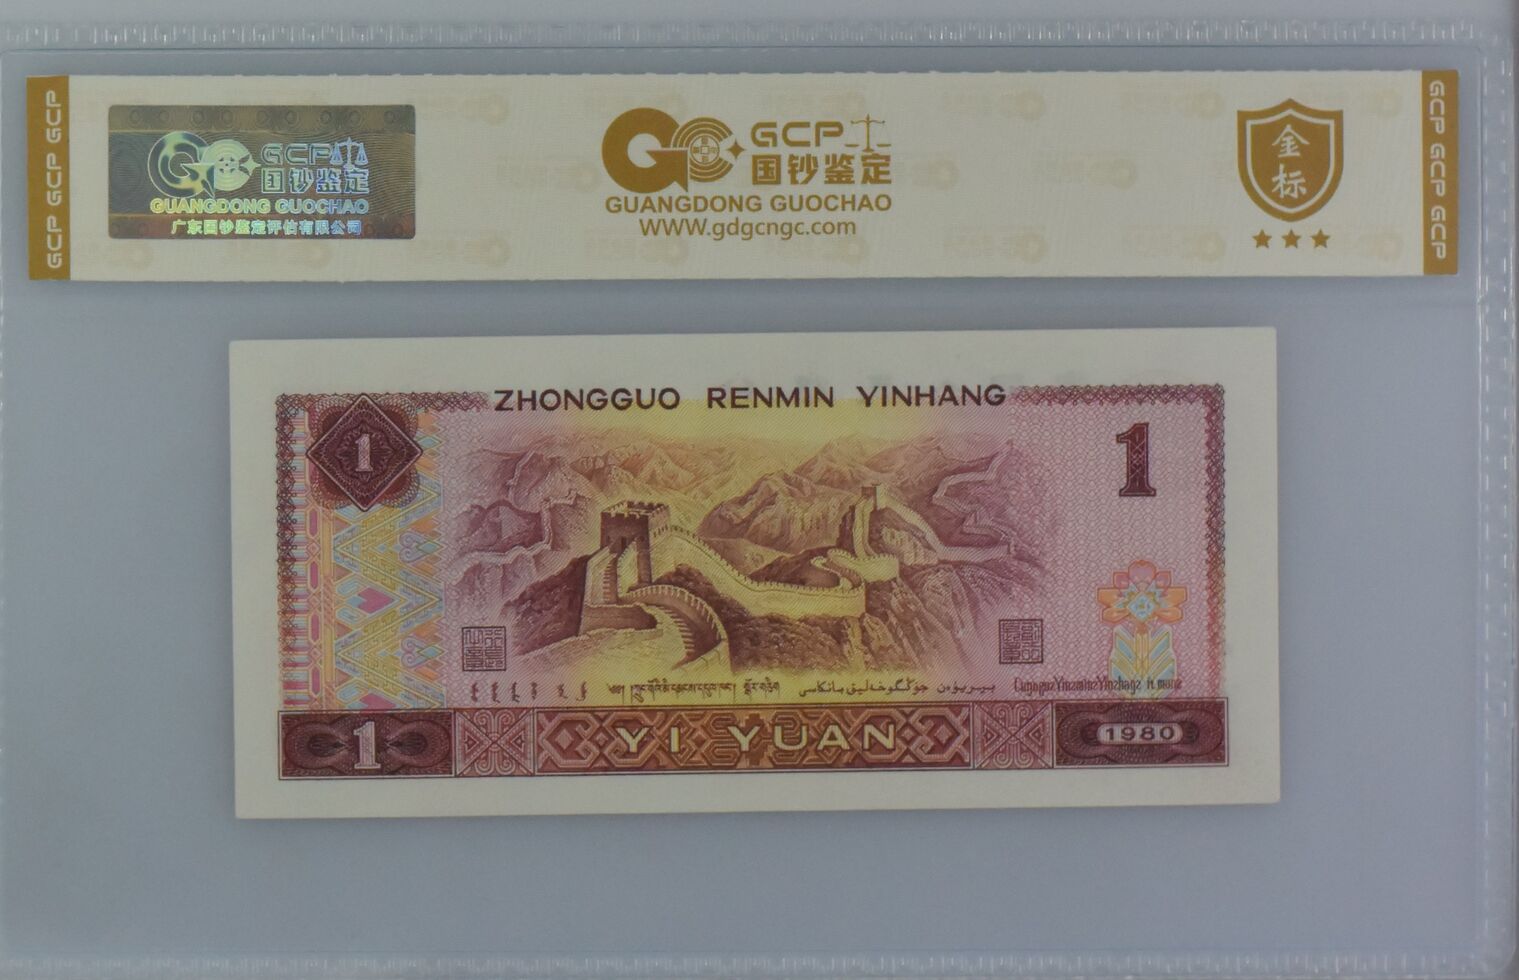 GCP GCP GCP
GCP
国钞鉴定
GUANGDONG GUOCHAO
广东国钞鉴定评估有限公司
GCP
国钞鉴定
GUANGDONG GUOCHAO
WWW.gdgcngc.com
金标
GCP GCP GCP
ZHONGGUO RENMIN YINHANG
1
1
1
YI YUAN
1980